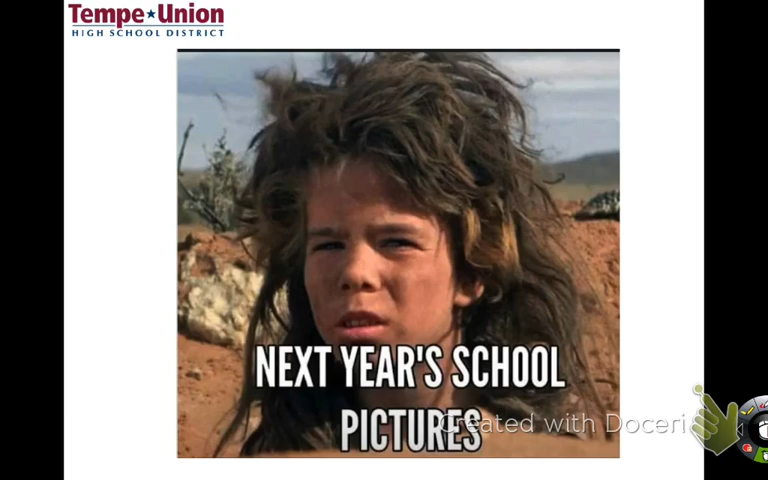 Tempe★Union
HIGH SCHOOL DISTRICT
NEXT YEAR'S SCHOOL
PICTURES
Created with Doceri